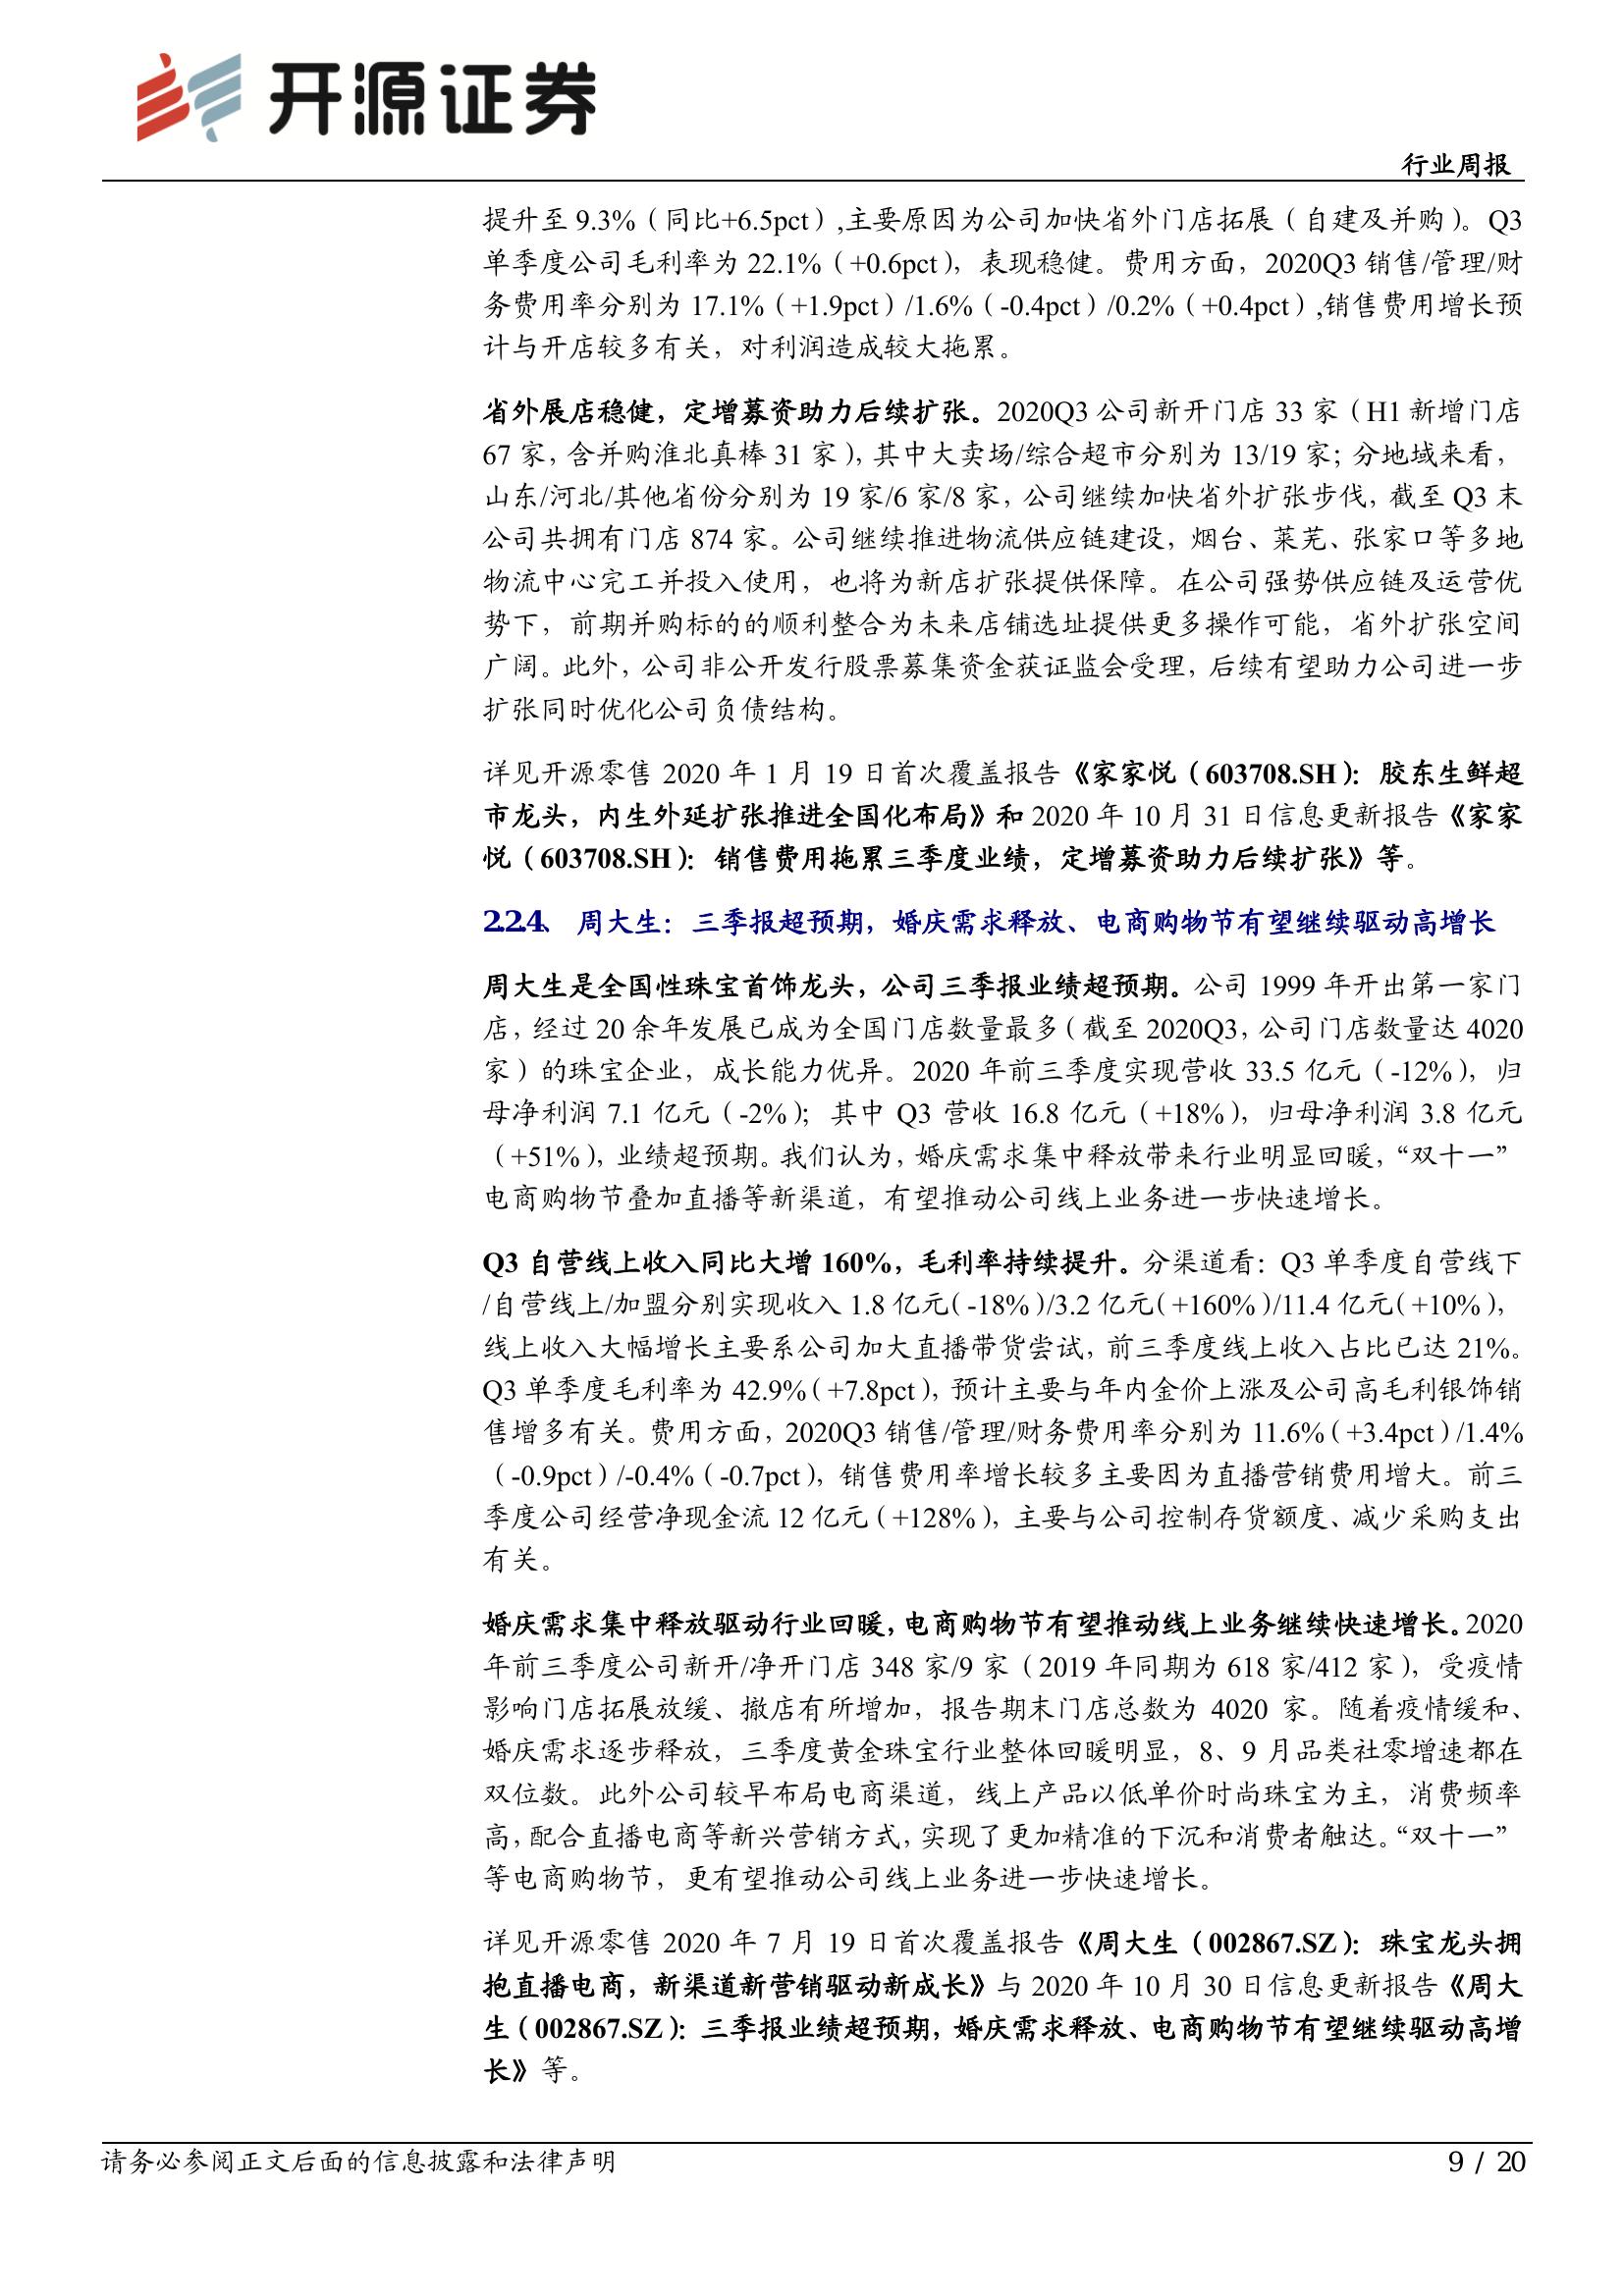 开源证券
行业周报
提升至 9.3%（同比+6.5pct）,主要原因为公司加快省外门店拓展（自建及并购）。Q3
单季度公司毛利率为 22.1%（+0.6pct），表现稳健。费用方面，2020Q3 销售/管理/财
务费用率分别为 17.1%（+1.9pct）/1.6%（-0.4pct）/0.2%（+0.4pct）,销售费用增长预
计与开店较多有关，对利润造成较大拖累。
省外展店稳健，定增募资助力后续扩张。2020Q3 公司新开门店 33 家（H1 新增门店
67 家，含并购淮北真棒 31 家），其中大卖场/综合超市分别为 13/19 家；分地域来看，
山东/河北/其他省份分别为 19 家/6 家/8 家，公司继续加快省外扩张步伐，截至 Q3 末
公司共拥有门店 874 家。公司继续推进物流供应链建设，烟台、莱芜、张家口等多地
物流中心完工并投入使用，也将为新店扩张提供保障。在公司强势供应链及运营优
势下，前期并购标的的顺利整合为未来店铺选址提供更多操作可能，省外扩张空间
广阔。此外，公司非公开发行股票募集资金获证监会受理，后续有望助力公司进一步
扩张同时优化公司负债结构。
详见开源零售 2020 年 1 月 19 日首次覆盖报告《家家悦（603708.SH）：胶东生鲜超
市龙头，内生外延扩张推进全国化布局》和 2020 年 10 月 31 日信息更新报告《家家
悦（603708.SH）：销售费用拖累三季度业绩，定增募资助力后续扩张》等。
2.2.4、 周大生：三季报超预期，婚庆需求释放、电商购物节有望继续驱动高增长
周大生是全国性珠宝首饰龙头，公司三季报业绩超预期。公司 1999 年开出第一家门
店，经过 20 余年发展已成为全国门店数量最多（截至 2020Q3，公司门店数量达 4020
家）的珠宝企业，成长能力优异。2020 年前三季度实现营收 33.5 亿元（-12%），归
母净利润 7.1 亿元（-2%）；其中 Q3 营收 16.8 亿元（+18%），归母净利润 3.8 亿元
（+51%），业绩超预期。我们认为，婚庆需求集中释放带来行业明显回暖，“双十一”
电商购物节叠加直播等新渠道，有望推动公司线上业务进一步快速增长。
Q3 自营线上收入同比大增 160%，毛利率持续提升。分渠道看：Q3 单季度自营线下
/自营线上/加盟分别实现收入 1.8 亿元（-18%）/3.2 亿元（+160%）/11.4 亿元（+10%），
线上收入大幅增长主要系公司加大直播带货尝试，前三季度线上收入占比已达 21%。
Q3 单季度毛利率为 42.9%（+7.8pct），预计主要与年内金价上涨及公司高毛利银饰销
售增多有关。费用方面，2020Q3 销售/管理/财务费用率分别为 11.6%（+3.4pct）/1.4%
（-0.9pct）/-0.4%（-0.7pct），销售费用率增长较多主要因为直播营销费用增大。前三
季度公司经营净现金流 12 亿元（+128%），主要与公司控制存货额度、减少采购支出
有关。
婚庆需求集中释放驱动行业回暖，电商购物节有望推动线上业务继续快速增长。2020
年前三季度公司新开/净开门店 348 家/9 家（2019 年同期为 618 家/412 家），受疫情
影响门店拓展放缓、撤店有所增加，报告期末门店总数为 4020 家。随着疫情缓和、
婚庆需求逐步释放，三季度黄金珠宝行业整体回暖明显，8、9 月品类社零增速都在
双位数。此外公司较早布局电商渠道，线上产品以低单价时尚珠宝为主，消费频率
高，配合直播电商等新兴营销方式，实现了更加精准的下沉和消费者触达。“双十一”
等电商购物节，更有望推动公司线上业务进一步快速增长。
详见开源零售 2020 年 7 月 19 日首次覆盖报告《周大生（002867.SZ）：珠宝龙头拥
抱直播电商，新渠道新营销驱动新成长》与 2020 年 10 月 30 日信息更新报告《周大
生（002867.SZ）：三季报业绩超预期，婚庆需求释放、电商购物节有望继续驱动高增
长》等。
请务必参阅正文后面的信息披露和法律声明
9 / 20